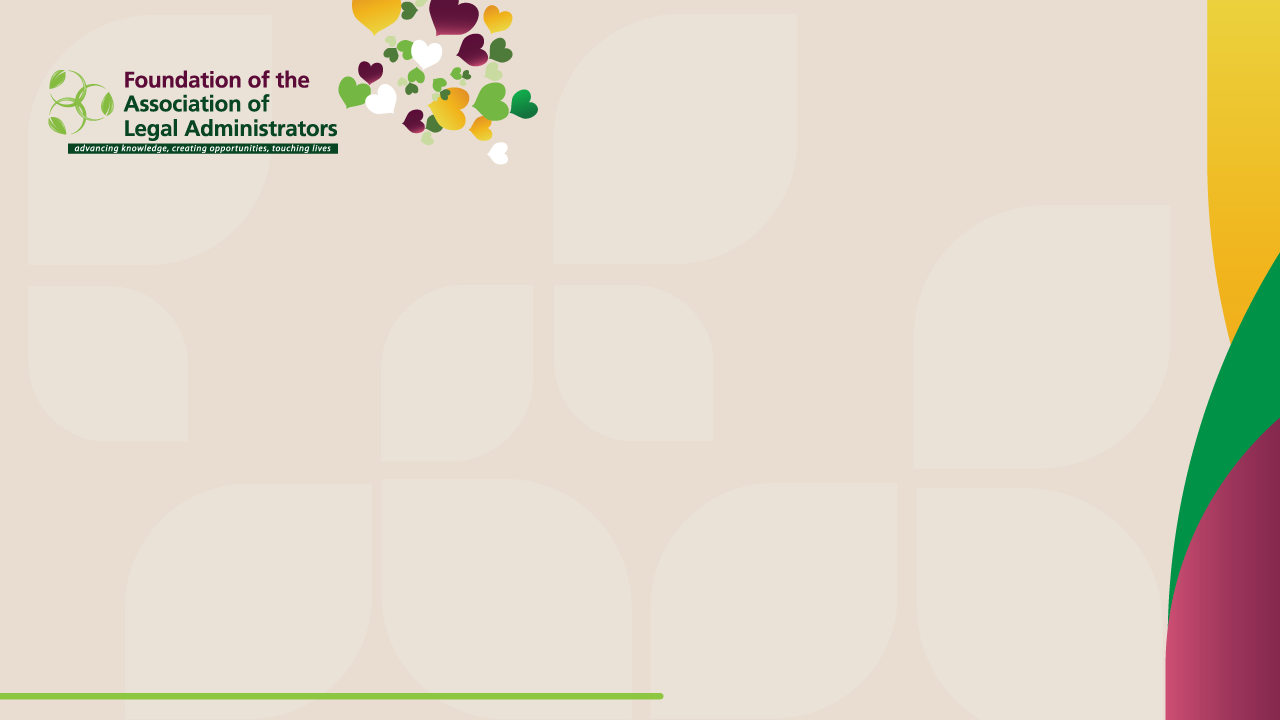 Foundation of the
Association of
Legal Administrators
advancing knowledge, creating opportunities, touching lives